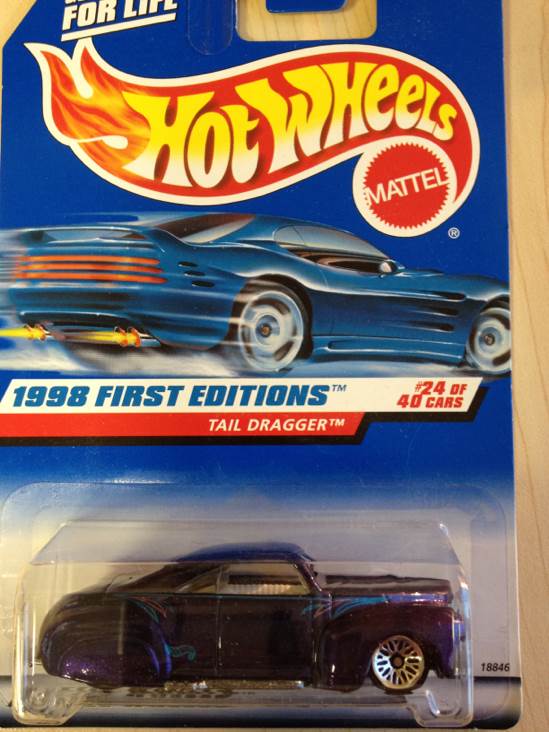 FOR LIFE
HOT WHEELS
MATTEL
®
1998 FIRST EDITIONS™
#24 OF
40 CARS
TAIL DRAGGER™
18846